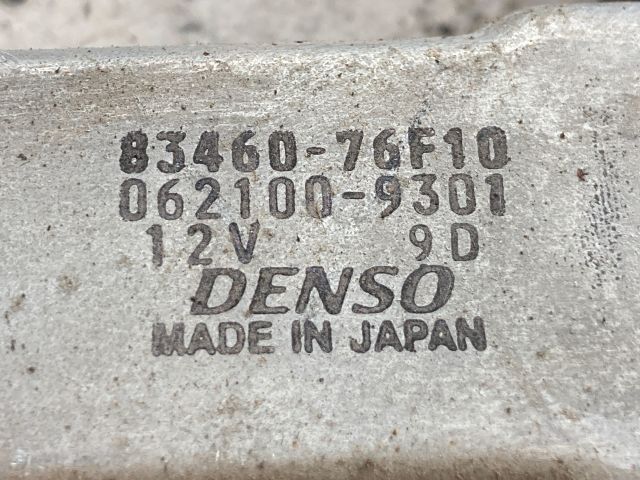 83460-76F10
062100-9301
12V 9D
DENSO
MADE IN JAPAN